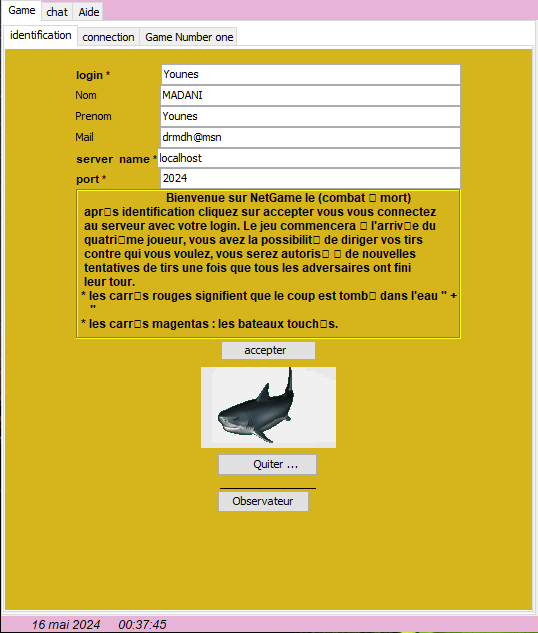 Game chat Aide
identification connection Game Number one
login * Younes
Nom MADANI
Prenom Younes
Mail drmdh@msn
server name * localhost
port * 2024
Bienvenue sur NetGame le (combat □ mort)
apr□s identification cliquez sur accepter vous vous connectez
au serveur avec votre login. Le jeu commencera □ l'arriv□e du
quatri□me joueur, vous avez la possibilit□ de diriger vos tirs
contre qui vous voulez, vous serez autoris□ □ de nouvelles
tentatives de tirs une fois que tous les adversaires ont fini
leur tour.
* les carr□s rouges signifient que le coup est tomb□ dans l'eau " +
"
* les carr□s magentas : les bateaux touch□s.
accepter
Quiter ...
Observateur
16 mai 2024 00:37:45